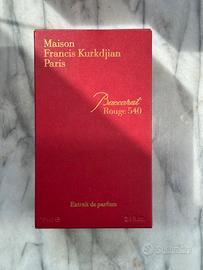 Maison
Francis Kurkdjian
Paris
Baccarat
Rouge 540
Extrait de parfum